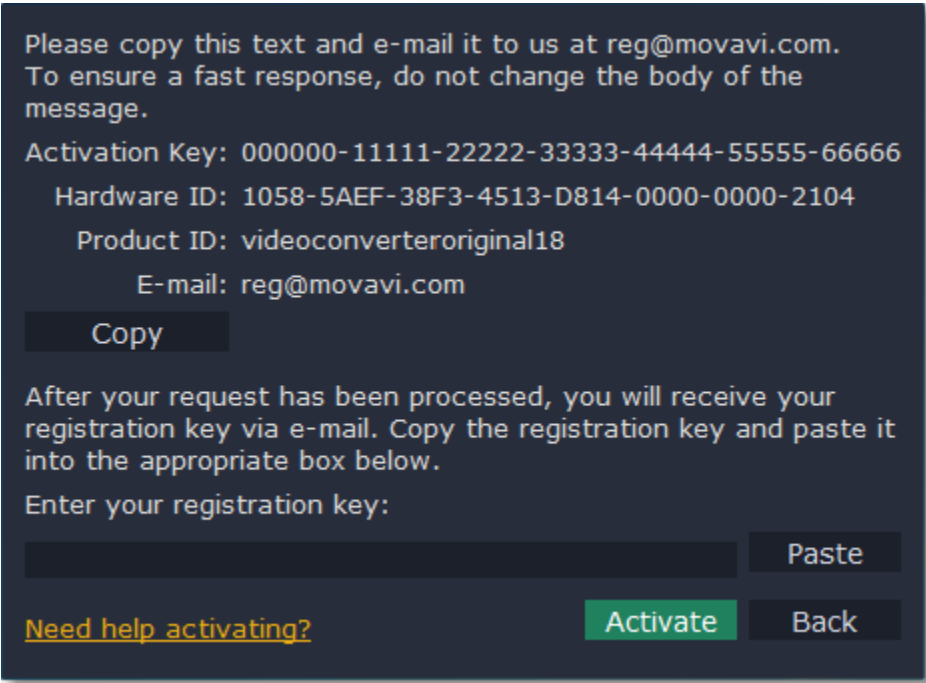 Please copy this text and e-mail it to us at reg@movavi.com.
To ensure a fast response, do not change the body of the
message.
Activation Key: 000000-11111-22222-33333-44444-55555-66666
Hardware ID: 1058-5AEF-38F3-4513-D814-0000-0000-2104
Product ID: videoconverteroriginal18
E-mail: reg@movavi.com
Copy
After your request has been processed, you will receive your
registration key via e-mail. Copy the registration key and paste it
into the appropriate box below.
Enter your registration key:
Paste
Need help activating? Activate Back